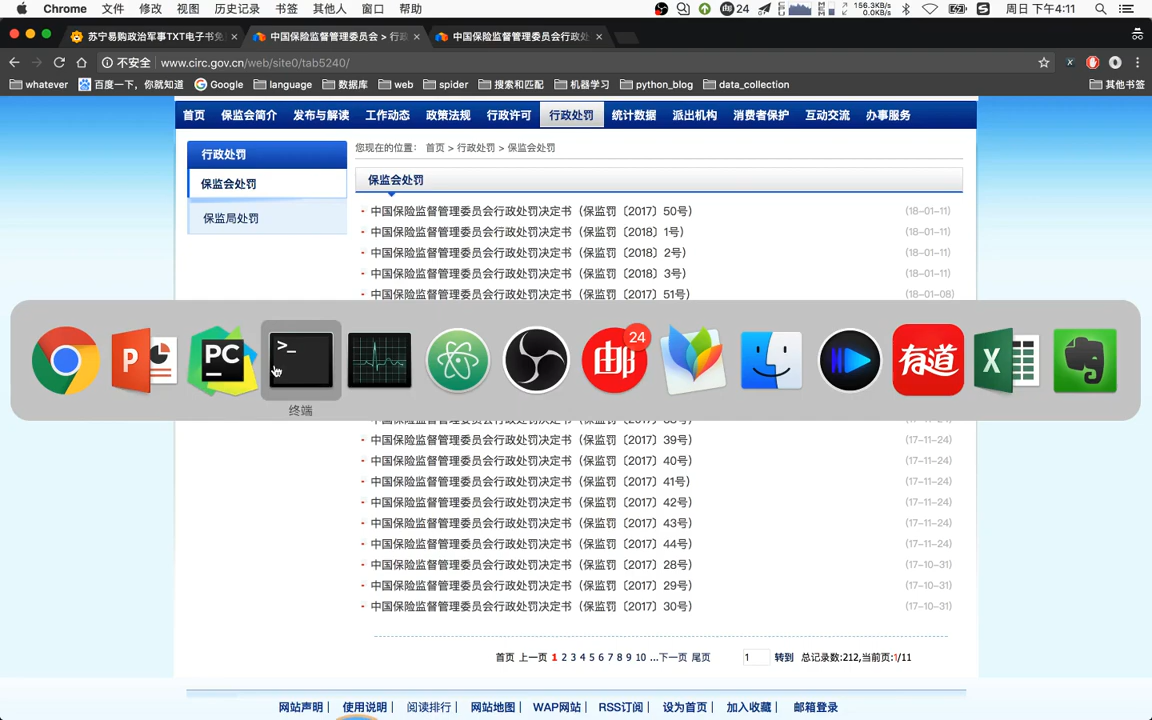 Chrome 文件 修改 视图 历史记录 书签 其他人 窗口 帮助 24 156.3KB/s 0.0KB/s 周日 下午4:11
苏宁易购政治军事TXT电子书免 中国保险监督管理委员会 > 行政 中国保险监督管理委员会行政处
不安全 www.circ.gov.cn/web/site0/tab5240/
whatever 百度一下，你就知道 Google language 数据库 web spider 搜索和匹配 机器学习 python_blog data_collection 其他书签
首页 保监会简介 发布与解读 工作动态 政策法规 行政许可 行政处罚 统计数据 派出机构 消费者保护 互动交流 办事服务
行政处罚
保监会处罚
保监局处罚
您现在的位置： 首页 > 行政处罚 > 保监会处罚
保监会处罚
中国保险监督管理委员会行政处罚决定书（保监罚〔2017〕50号） (18-01-11)
中国保险监督管理委员会行政处罚决定书（保监罚〔2018〕1号） (18-01-11)
中国保险监督管理委员会行政处罚决定书（保监罚〔2018〕2号） (18-01-11)
中国保险监督管理委员会行政处罚决定书（保监罚〔2018〕3号） (18-01-11)
中国保险监督管理委员会行政处罚决定书（保监罚〔2017〕51号） (18-01-08)
P PC >_ 邮 24 有道 X
终端
中国保险监督管理委员会行政处罚决定书（保监罚〔2017〕39号） (17-11-24)
中国保险监督管理委员会行政处罚决定书（保监罚〔2017〕40号） (17-11-24)
中国保险监督管理委员会行政处罚决定书（保监罚〔2017〕41号） (17-11-24)
中国保险监督管理委员会行政处罚决定书（保监罚〔2017〕42号） (17-11-24)
中国保险监督管理委员会行政处罚决定书（保监罚〔2017〕43号） (17-11-24)
中国保险监督管理委员会行政处罚决定书（保监罚〔2017〕44号） (17-11-24)
中国保险监督管理委员会行政处罚决定书（保监罚〔2017〕28号） (17-10-31)
中国保险监督管理委员会行政处罚决定书（保监罚〔2017〕29号） (17-10-31)
中国保险监督管理委员会行政处罚决定书（保监罚〔2017〕30号） (17-10-31)
首页 上一页 1 2 3 4 5 6 7 8 9 10 ...下一页 尾页 1 转到 总记录数:212,当前页:1/11
网站声明 | 使用说明 | 阅读排行 | 网站地图 | WAP网站 | RSS订阅 | 设为首页 | 加入收藏 | 邮箱登录